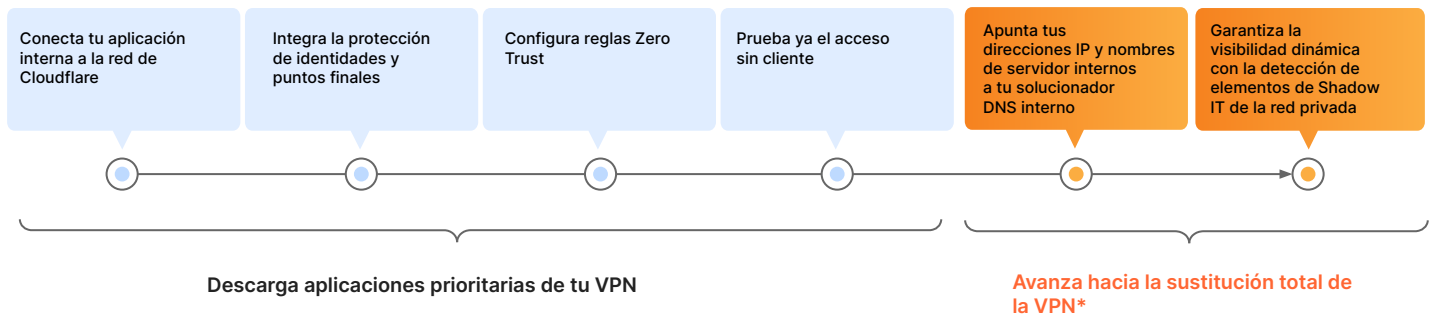 Conecta tu aplicación
interna a la red de
Cloudflare
Integra la protección
de identidades y
puntos finales
Configura reglas Zero
Trust
Prueba ya el acceso
sin cliente
Apunta tus
direcciones IP y nombres
de servidor internos
a tu solucionador
DNS interno
Garantiza la
visibilidad dinámica
con la detección de
elementos de Shadow
IT de la red privada
Descarga aplicaciones prioritarias de tu VPN
Avanza hacia la sustitución total de
la VPN*